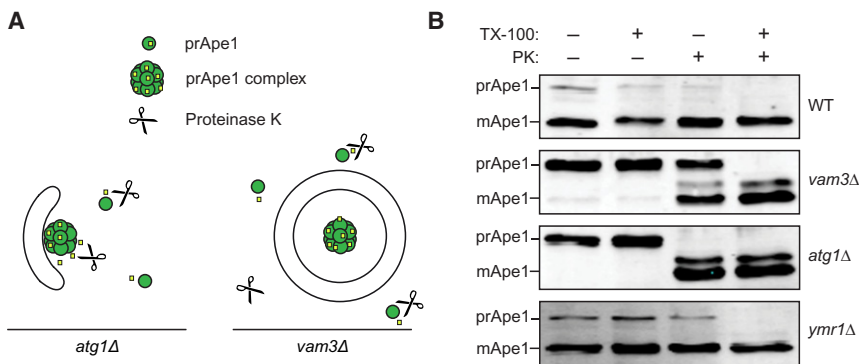 A
prApe1
prApe1 complex
Proteinase K
atg1Δ
vam3Δ
B
TX-100: – + – +
PK: – – + +
prApe1
mApe1
WT
prApe1
mApe1
vam3Δ
prApe1
mApe1
atg1Δ
prApe1
mApe1
ymr1Δ